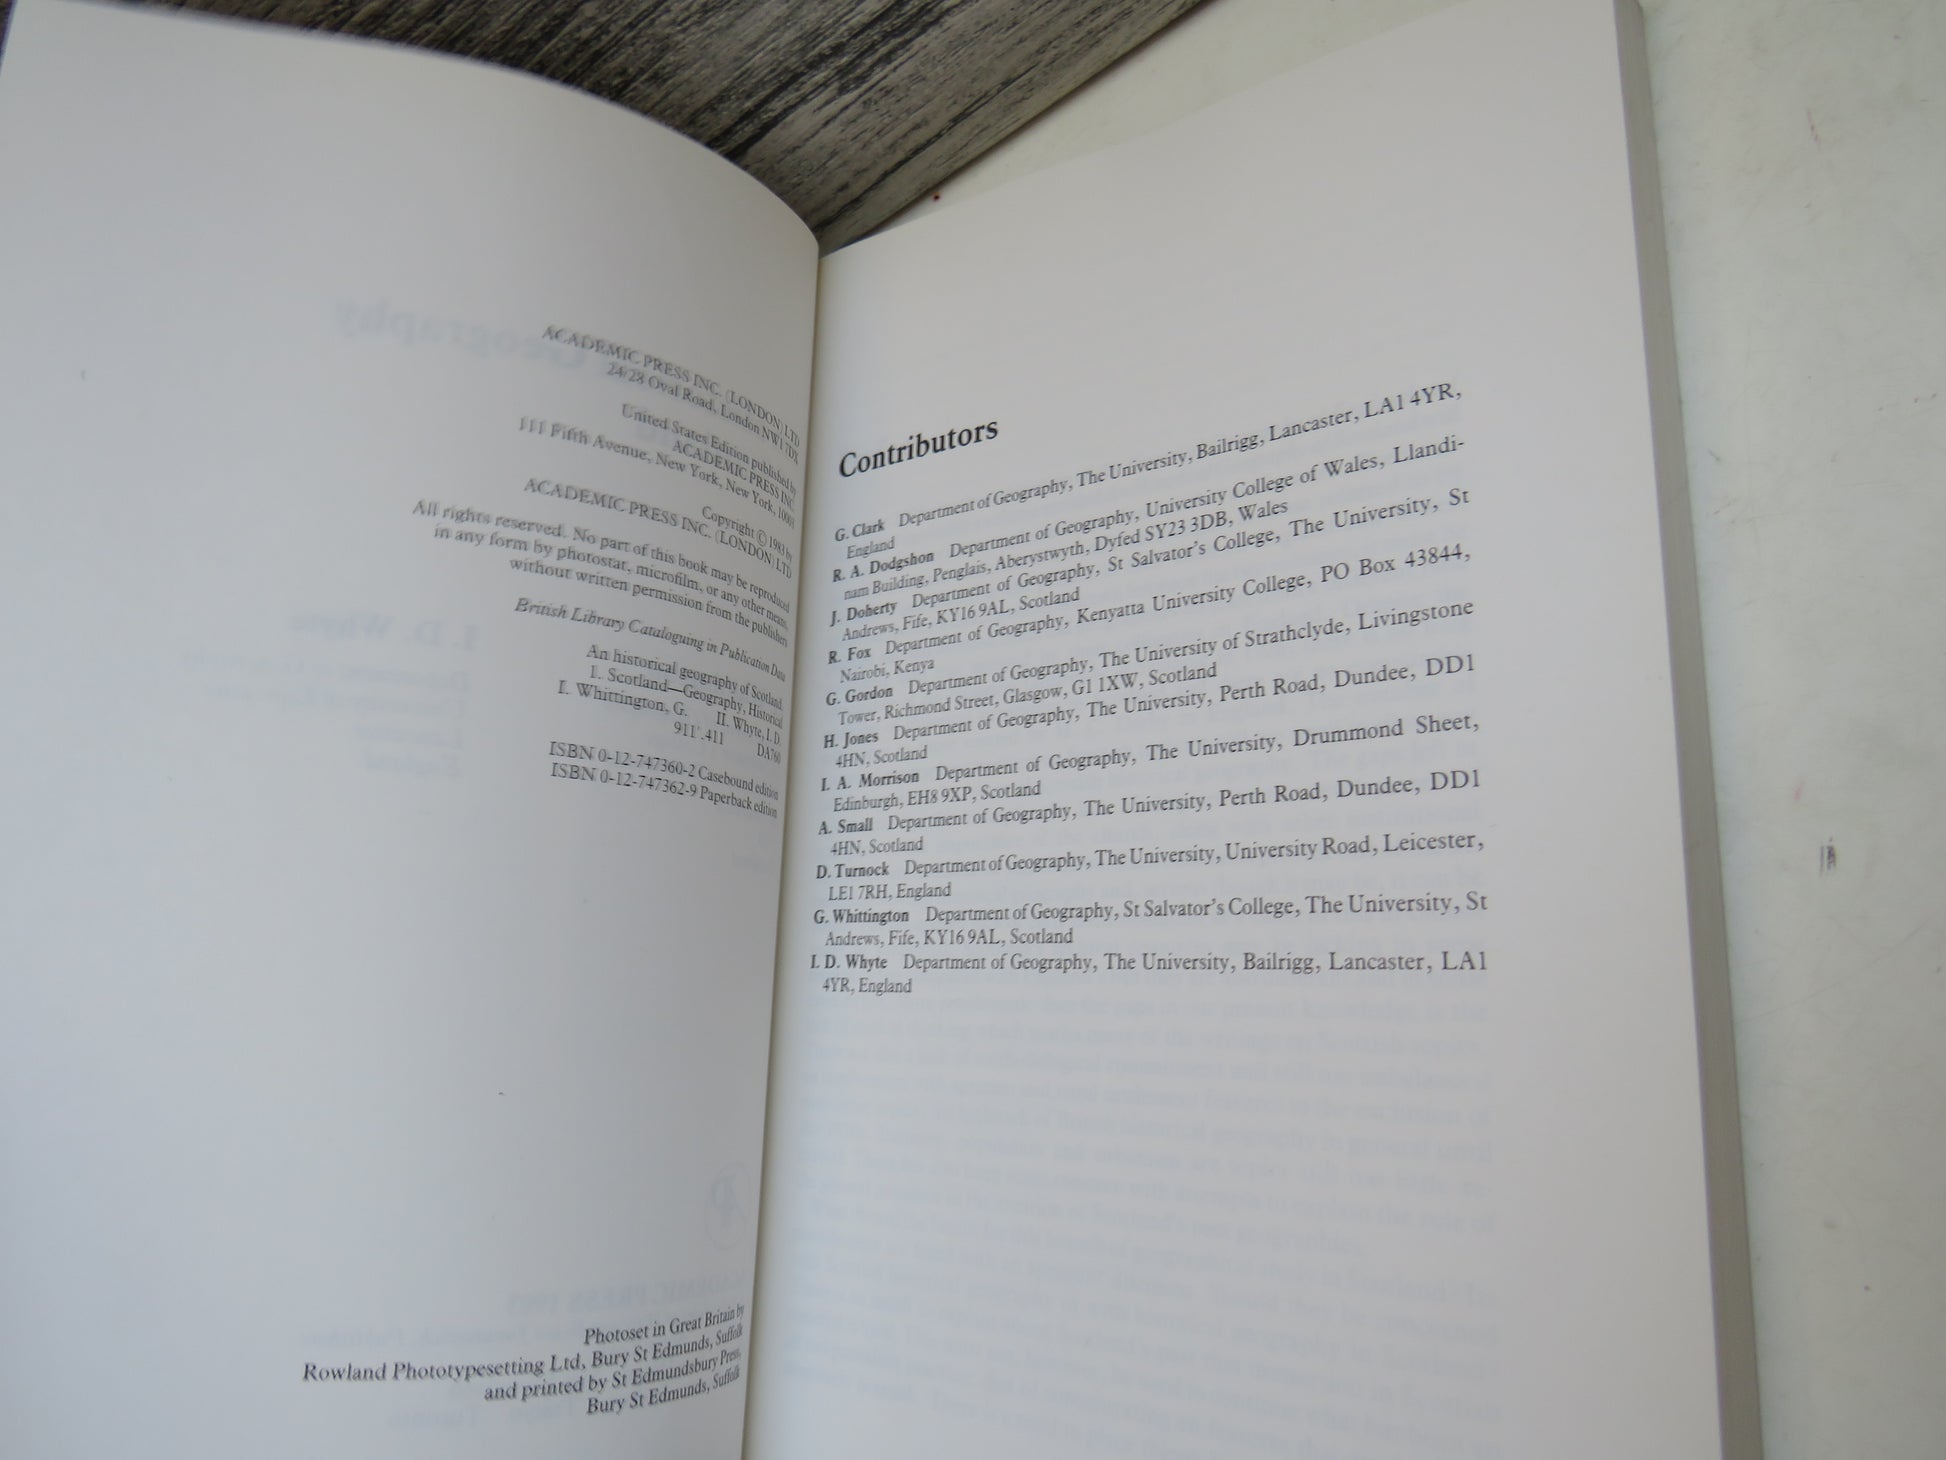 ACADEMIC PRESS INC. (LONDON) LTD
24/28 Oval Road, London NW1 7DX
United States Edition published by
ACADEMIC PRESS INC.
111 Fifth Avenue, New York, New York, 10003
Copyright © 1983 by
ACADEMIC PRESS INC. (LONDON) LTD
All rights reserved. No part of this book may be reproduced
in any form by photostat, microfilm, or any other means,
without written permission from the publishers
British Library Cataloguing in Publication Data
An historical geography of Scotland
1. Scotland—Geography, Historical
I. Whittington, G. II. Whyte, I. D.
911'.411 DA760
ISBN 0-12-747360-2 Casebound edition
ISBN 0-12-747362-9 Paperback edition
Photoset in Great Britain by
Rowland Phototypesetting Ltd, Bury St Edmunds, Suffolk
and printed by St Edmundsbury Press,
Bury St Edmunds, Suffolk
Contributors
G. Clark Department of Geography, The University, Bailrigg, Lancaster, LA1 4YR,
England
R. A. Dodgshon Department of Geography, University College of Wales, Llandi-
nam Building, Penglais, Aberystwyth, Dyfed SY23 3DB, Wales
J. Doherty Department of Geography, St Salvator's College, The University, St
Andrews, Fife, KY16 9AL, Scotland
R. Fox Department of Geography, Kenyatta University College, PO Box 43844,
Nairobi, Kenya
G. Gordon Department of Geography, The University of Strathclyde, Livingstone
Tower, Richmond Street, Glasgow, G1 1XW, Scotland
H. Jones Department of Geography, The University, Perth Road, Dundee, DD1
4HN, Scotland
I. A. Morrison Department of Geography, The University, Drummond Sheet,
Edinburgh, EH8 9XP, Scotland
A. Small Department of Geography, The University, Perth Road, Dundee, DD1
4HN, Scotland
D. Turnock Department of Geography, The University, University Road, Leicester,
LE1 7RH, England
G. Whittington Department of Geography, St Salvator's College, The University, St
Andrews, Fife, KY16 9AL, Scotland
I. D. Whyte Department of Geography, The University, Bailrigg, Lancaster, LA1
4YR, England